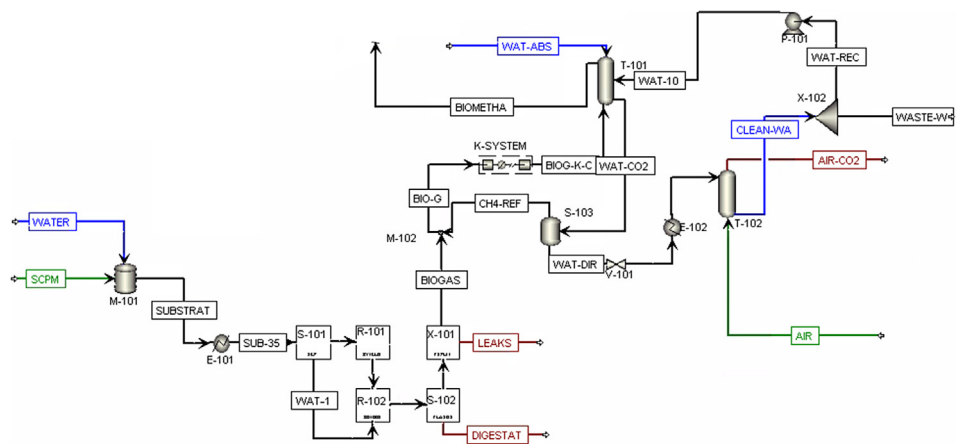 WAT-ABS
P-101
T-101
WAT-REC
WAT-10
X-102
BIOMETHA
WASTE-W
CLEAN-WA
K-SYSTEM
AIR-CO2
BIOG-K-C
WAT-CO2
BIO-G
CH4-REF
S-103
WATER
E-102
T-102
M-102
WAT-DIR
V-101
SCPM
BIOGAS
M-101
SUBSTRAT
AIR
S-101
R-101
X-101
LEAKS
SUB-35
E-101
WAT-1
R-102
S-102
DIGESTAT